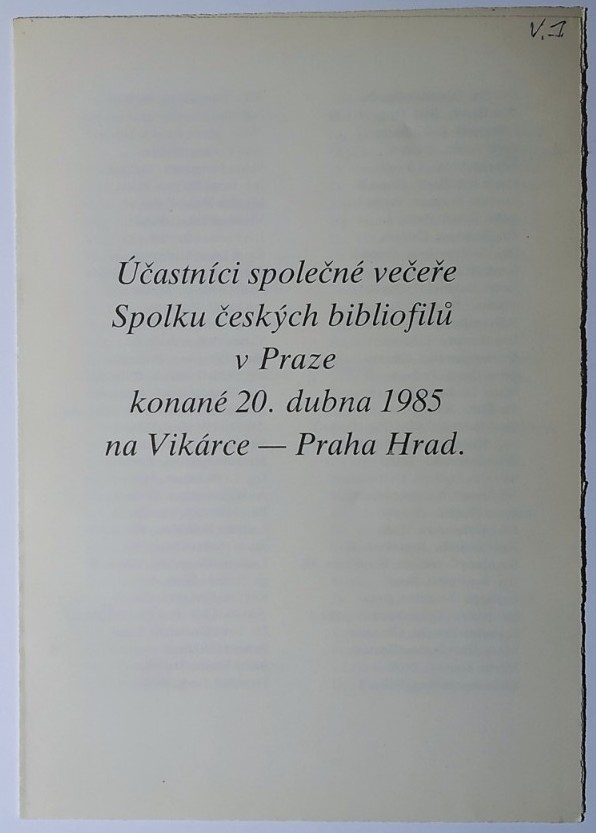 V.1
Účastníci společné večeře
Spolku českých bibliofilů
v Praze
konané 20. dubna 1985
na Vikárce — Praha Hrad.